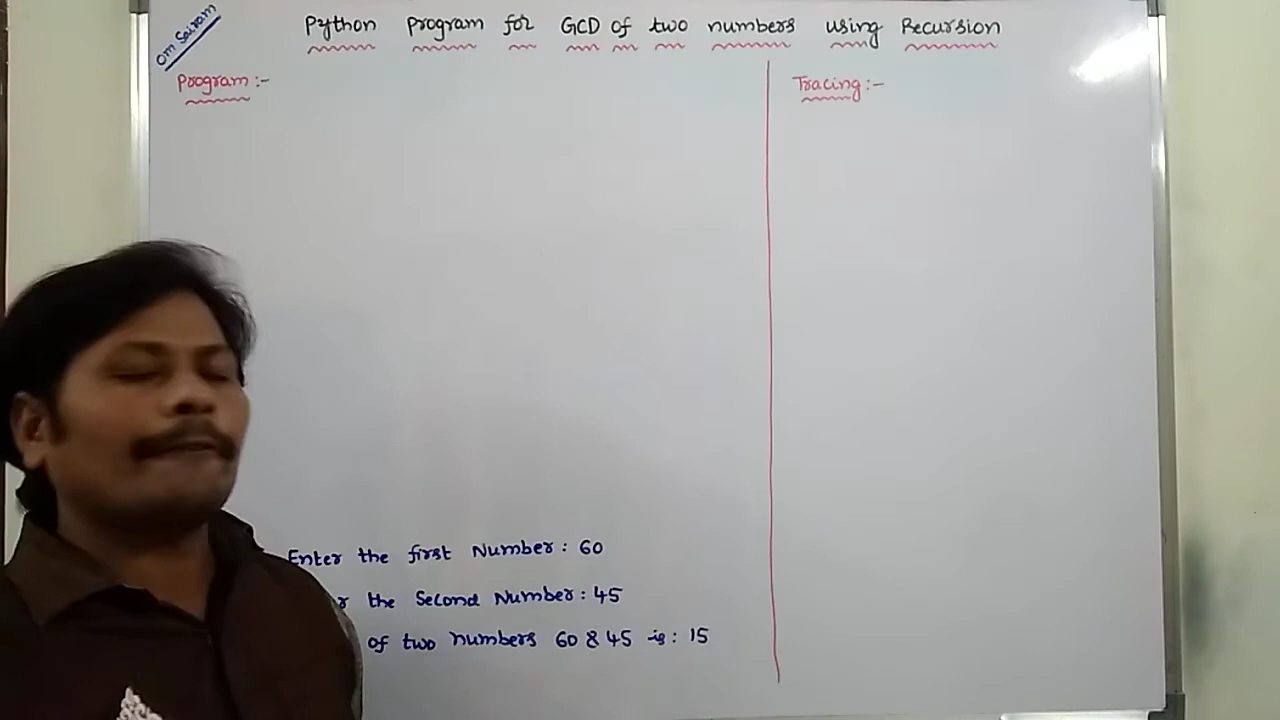 Om Sairam
Python Program for GCD of two numbers using Recursion
Program:-
Tracing:-
Enter the first Number: 60
the Second Number: 45
of two numbers 60 & 45 is: 15